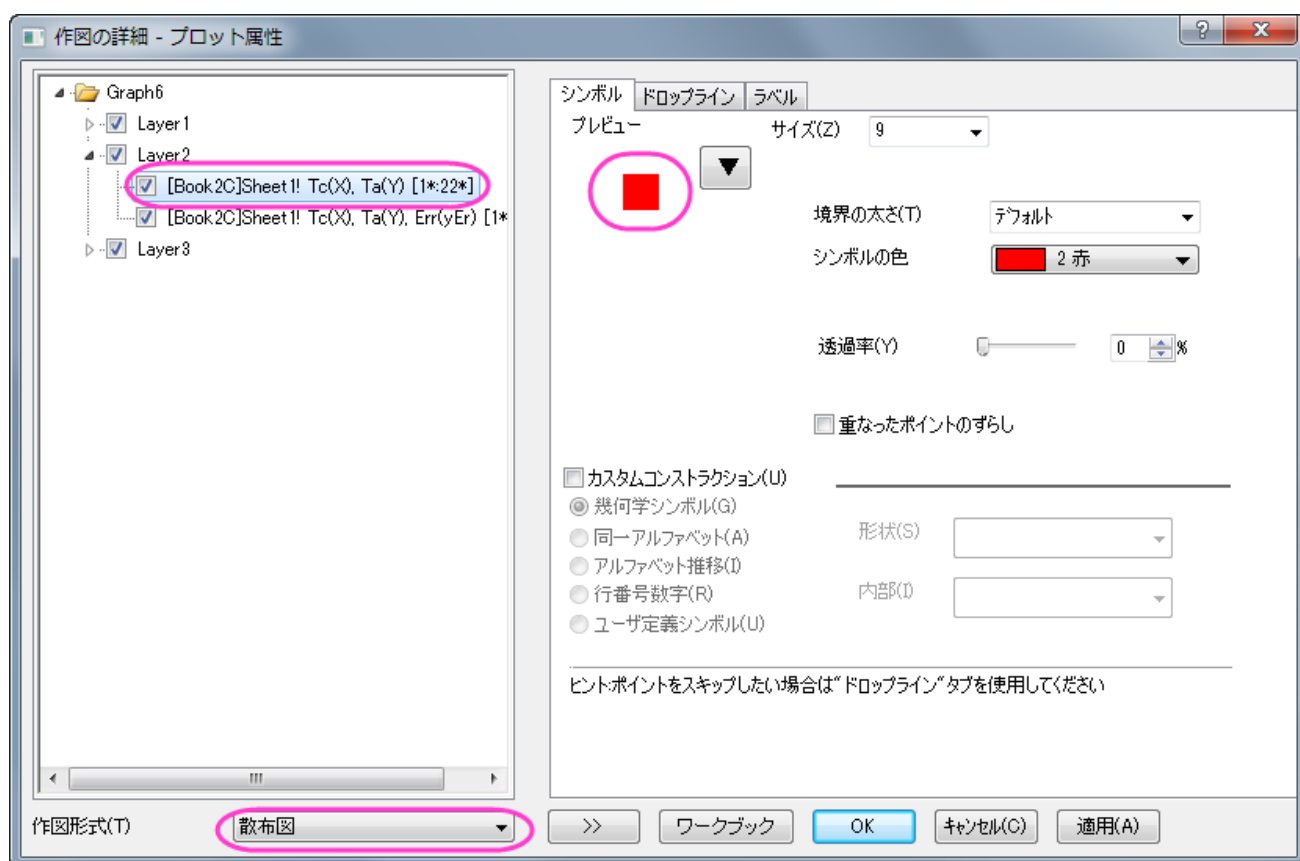 作図の詳細 - プロット属性
Graph6
Layer1
Layer2
[Book2C]Sheet1! Tc(X), Ta(Y) [1*:22*]
[Book2C]Sheet1! Tc(X), Ta(Y), Err(yEr) [1*
Layer3
作図形式(T) 散布図
シンボル ドロップライン ラベル
プレビュー サイズ(Z) 9
境界の太さ(T) デフォルト
シンボルの色 2 赤
透過率(Y) 0 %
重なったポイントのずらし
カスタムコンストラクション(U)
幾何学シンボル(G)
同一アルファベット(A)
アルファベット推移(I)
行番号数字(R)
ユーザ定義シンボル(U)
形状(S)
内部(I)
ヒント:ポイントをスキップしたい場合は"ドロップライン"タブを使用してください
>> ワークブック OK キャンセル(C) 適用(A)